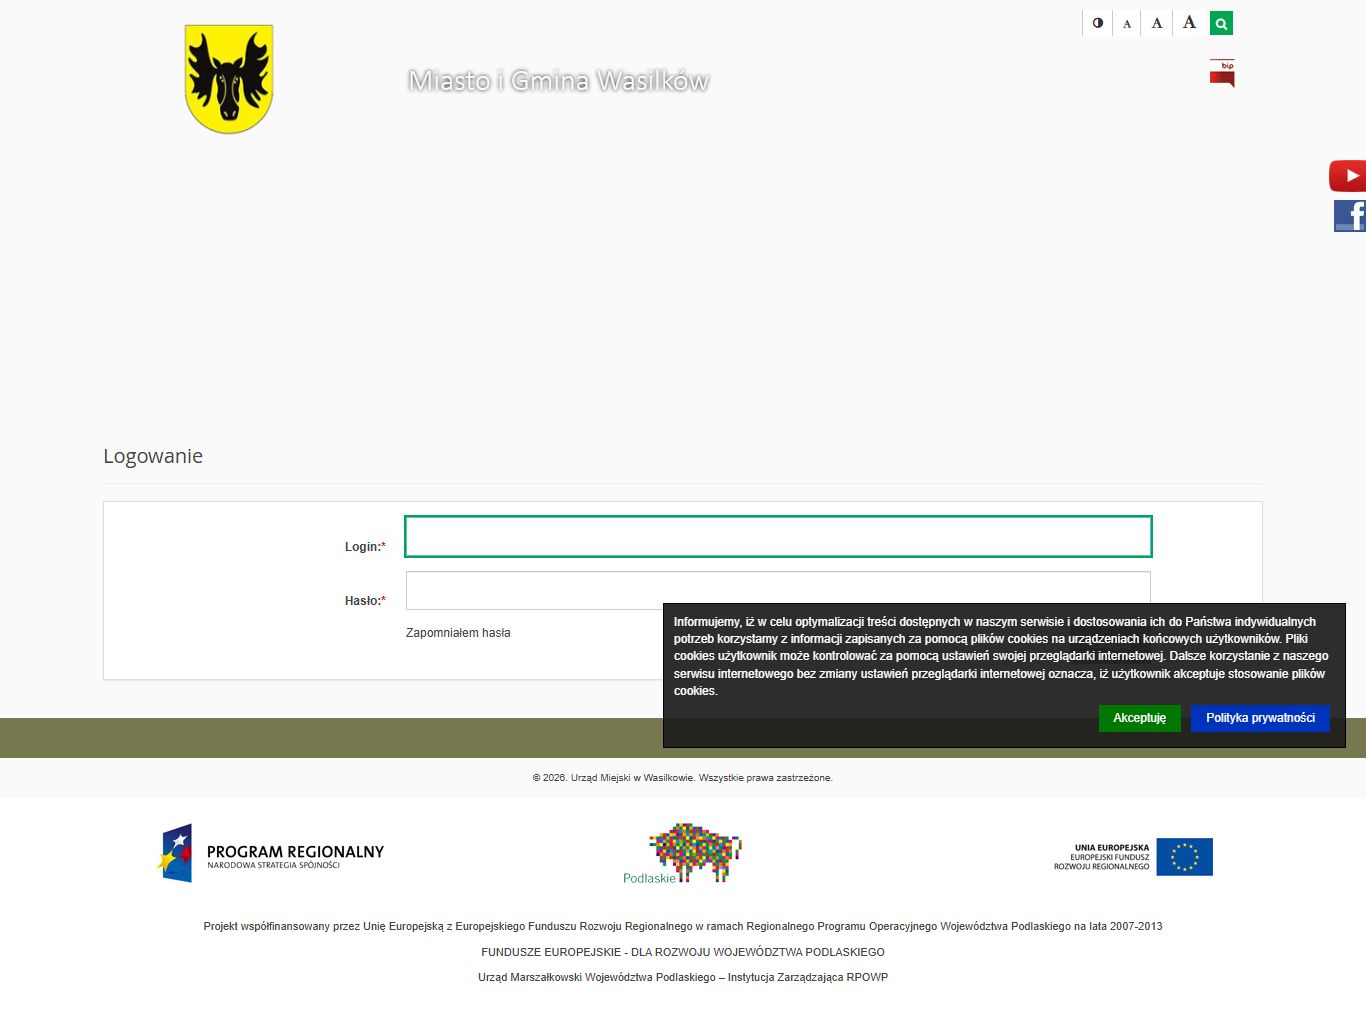 A A A
Miasto i Gmina Wasilków
bip
f
Logowanie
Login:*
Hasło:*
Zapomniałem hasła
Informujemy, iż w celu optymalizacji treści dostępnych w naszym serwisie i dostosowania ich do Państwa indywidualnych
potrzeb korzystamy z informacji zapisanych za pomocą plików cookies na urządzeniach końcowych użytkowników. Pliki
cookies użytkownik może kontrolować za pomocą ustawień swojej przeglądarki internetowej. Dalsze korzystanie z naszego
serwisu internetowego bez zmiany ustawień przeglądarki internetowej oznacza, iż użytkownik akceptuje stosowanie plików
cookies.
Akceptuję Polityka prywatności
© 2026. Urząd Miejski w Wasilkowie. Wszystkie prawa zastrzeżone.
PROGRAM REGIONALNY
NARODOWA STRATEGIA SPÓJNOŚCI
Podlaskie
UNIA EUROPEJSKA
EUROPEJSKI FUNDUSZ
ROZWOJU REGIONALNEGO
Projekt współfinansowany przez Unię Europejską z Europejskiego Funduszu Rozwoju Regionalnego w ramach Regionalnego Programu Operacyjnego Województwa Podlaskiego na lata 2007-2013
FUNDUSZE EUROPEJSKIE - DLA ROZWOJU WOJEWÓDZTWA PODLASKIEGO
Urząd Marszałkowski Województwa Podlaskiego – Instytucja Zarządzająca RPOWP